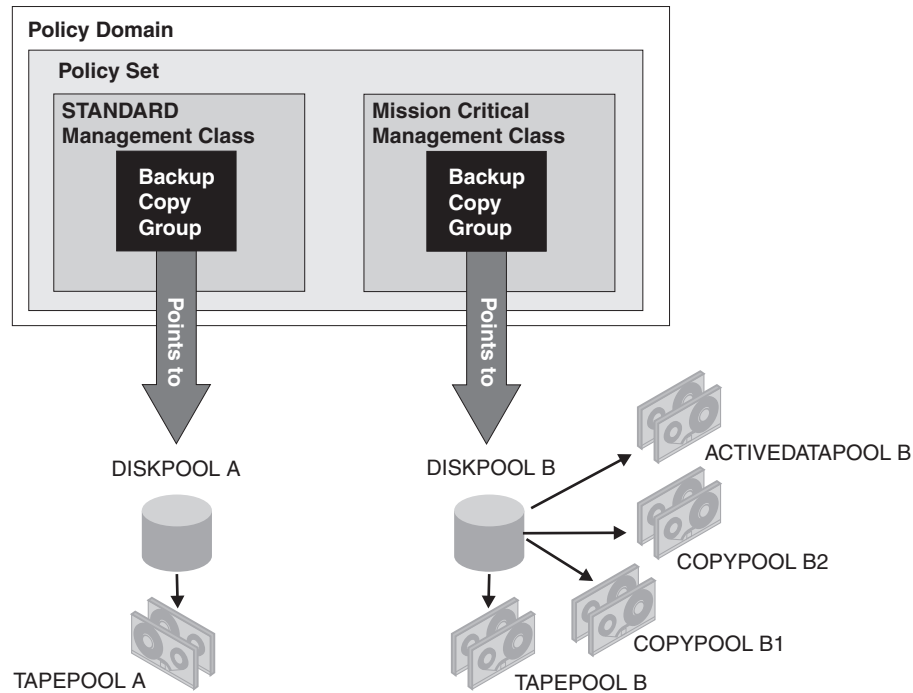 Policy Domain
Policy Set
STANDARD
Management Class
Backup
Copy
Group
Points to
Mission Critical
Management Class
Backup
Copy
Group
Points to
DISKPOOL A
DISKPOOL B
ACTIVEDATAPOOL B
COPYPOOL B2
COPYPOOL B1
TAPEPOOL A
TAPEPOOL B